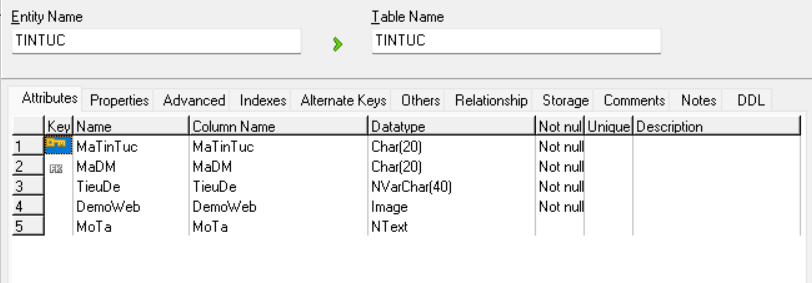 Entity Name Table Name
TINTUC TINTUC
Attributes Properties Advanced Indexes Alternate Keys Others Relationship Storage Comments Notes DDL
Key Name Column Name Datatype Not nul Unique Description
1 MaTinTuc MaTinTuc Char(20) Not null
2 FK MaDM MaDM Char(20) Not null
3 TieuDe TieuDe NVarChar(40) Not null
4 DemoWeb DemoWeb Image Not null
5 MoTa MoTa NText